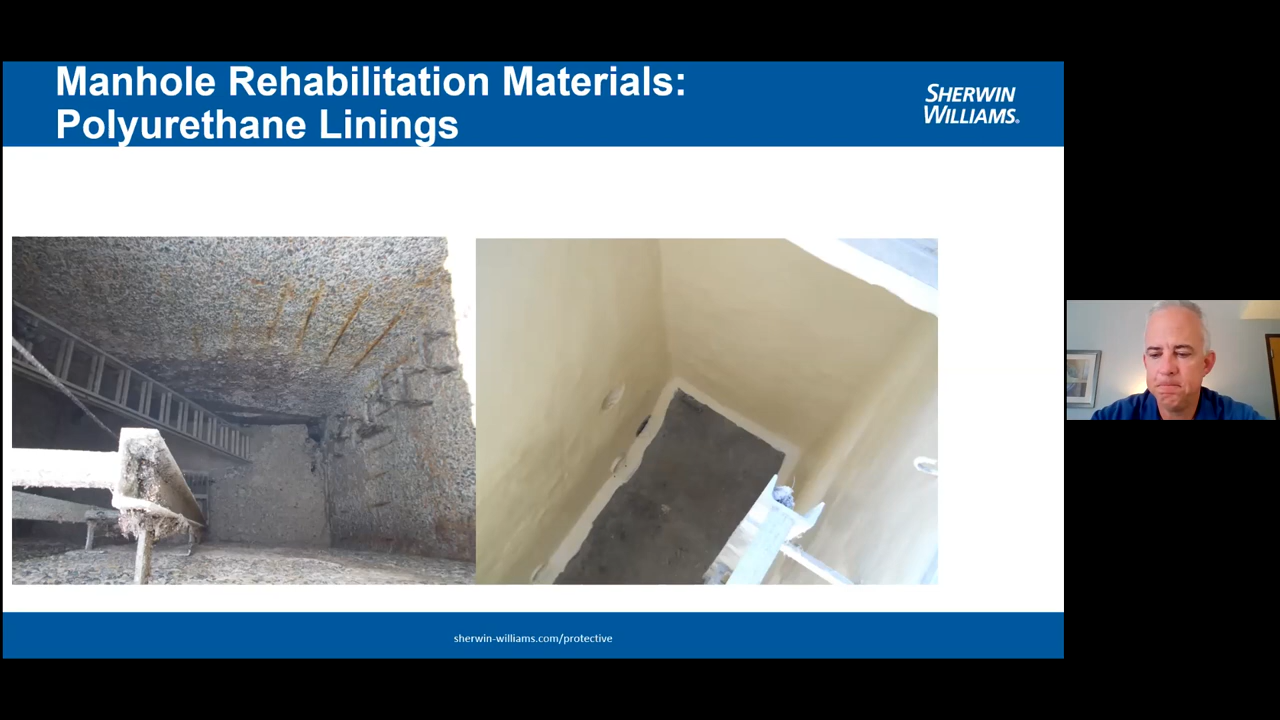 Manhole Rehabilitation Materials:
Polyurethane Linings
SHERWIN
WILLIAMS®
sherwin-williams.com/protective